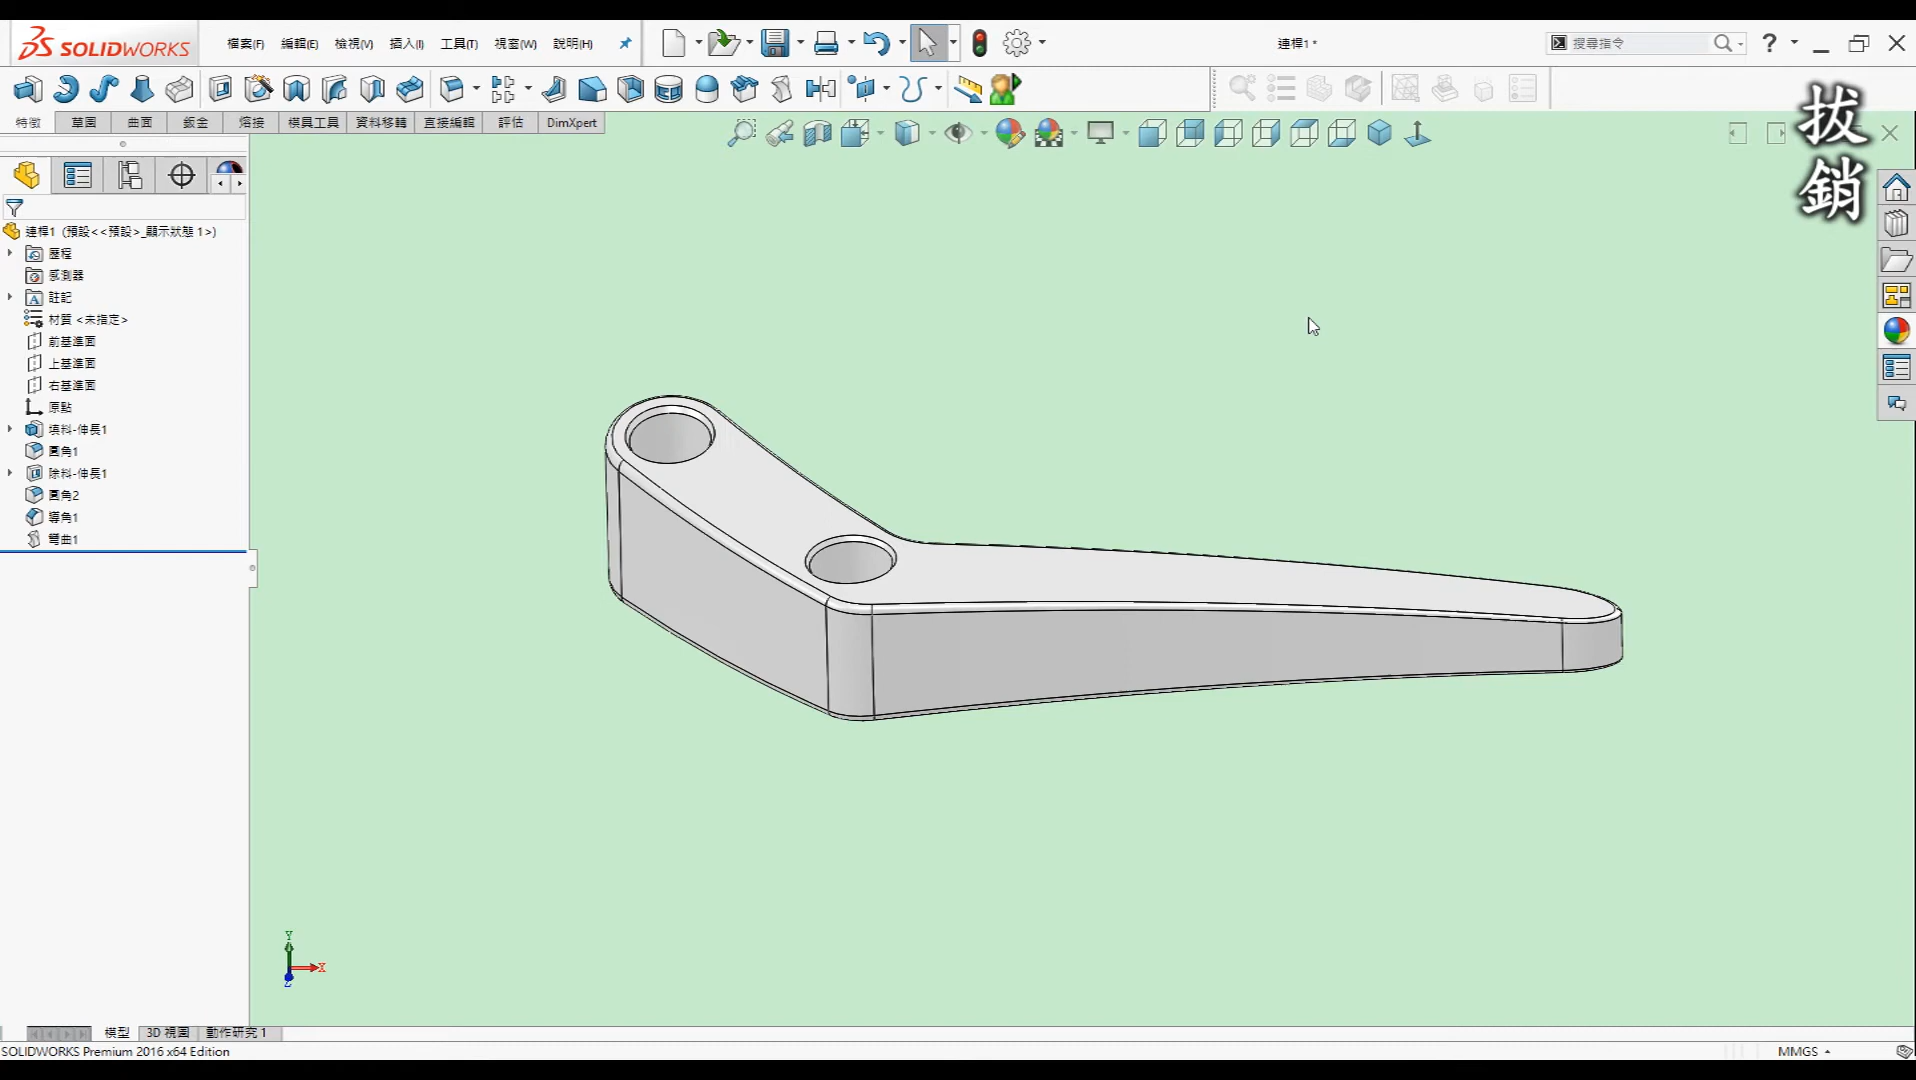 SOLIDWORKS
檔案(F)
編輯(E)
檢視(V)
插入(I)
工具(T)
視窗(W)
說明(H)
連桿1 *
搜尋指令
?
特徵
草圖
曲面
鈑金
熔接
模具工具
資料移轉
直接編輯
評估
DimXpert
拔銷
連桿1 (預設<<預設>_顯示狀態 1>)
歷程
感測器
A
註記
材質 <未指定>
前基準面
上基準面
右基準面
原點
填料-伸長1
圓角1
除料-伸長1
圓角2
導角1
彎曲1
Y
X
Z
模型
3D 視圖
動作研究 1
SOLIDWORKS Premium 2016 x64 Edition
MMGS